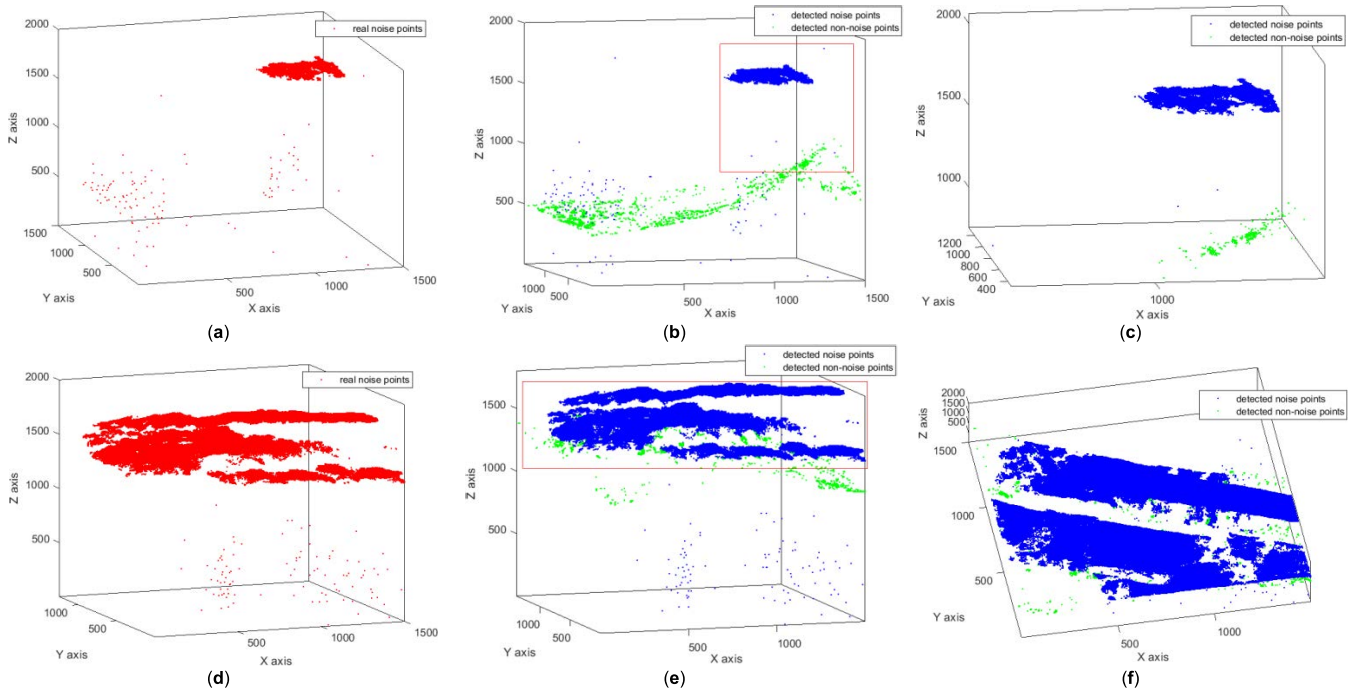 2000
1500
1000
500
Z axis
1500
1000
500
Y axis
500
1000
1500
X axis
real noise points
(a)
2000
1500
1000
500
Z axis
1000
500
Y axis
500
1000
1500
X axis
detected noise points
detected non-noise points
(b)
2000
1500
1000
Z axis
1200
1000
800
600
400
Y axis
1000
X axis
detected noise points
detected non-noise points
(c)
2000
1500
1000
500
Z axis
1000
500
Y axis
500
1000
1500
X axis
real noise points
(d)
1500
1000
500
Z axis
1000
500
Y axis
500
1000
X axis
detected noise points
detected non-noise points
(e)
2000
1500
1000
500
Z axis
1500
1000
500
Y axis
500
1000
X axis
detected noise points
detected non-noise points
(f)